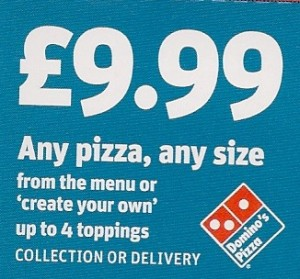 £9.99
Any pizza, any size
from the menu or
‘create your own’
up to 4 toppings
COLLECTION OR DELIVERY
Domino's
Pizza
®